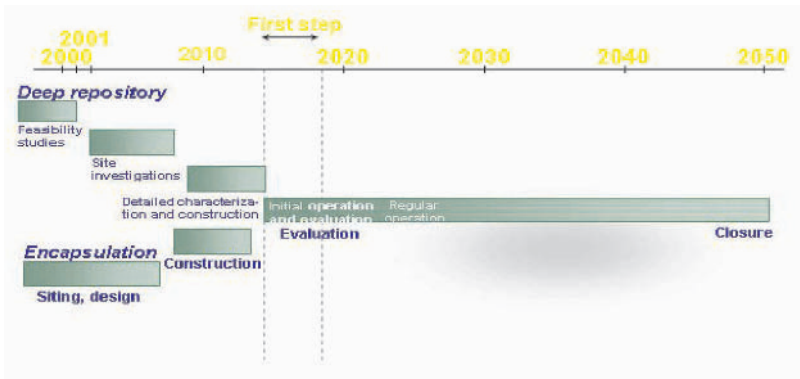 First step
2001
2000
2010
2020
2030
2040
2050
Deep repository
Feasibility
studies
Site
investigations
Detailed characteriza-
tion and construction
Initial operation
and evaluation
Regular
operation
Evaluation
Closure
Encapsulation
Construction
Siting, design